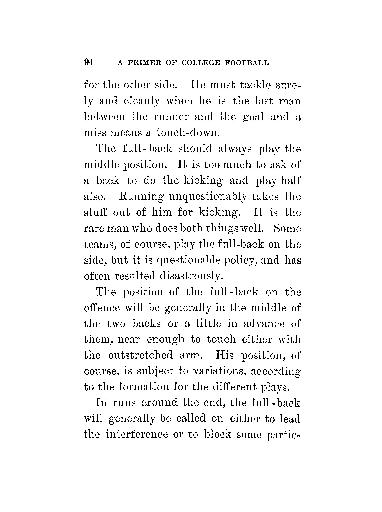 94 A PRIMER OF COLLEGE FOOTBALL
for the other side. He must tackle sure-
ly and cleanly when he is the last man
between the runner and the goal and a
miss means a touch-down.
The full-back should always play the
middle position. It is too much to ask of
a back to do the kicking and play half
also. Running unquestionably takes the
stuff out of him for kicking. It is the
rare man who does both things well. Some
teams, of course, play the full-back on the
side, but it is questionable policy, and has
often resulted disastrously.
The position of the full-back on the
offence will be generally in the middle of
the two backs or a little in advance of
them, near enough to touch either with
the outstretched arm. His position, of
course, is subject to variations, according
to the formation for the different plays.
In runs around the end, the full-back
will generally be called on either to lead
the interference or to block some partic-